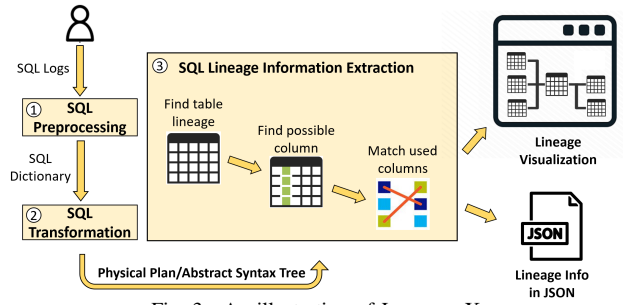 SQL Logs
① SQL
Preprocessing
SQL
Dictionary
② SQL
Transformation
Physical Plan/Abstract Syntax Tree
③ SQL Lineage Information Extraction
Find table
lineage
Find possible
column
Match used
columns
Lineage
Visualization
JSON
Lineage Info
in JSON